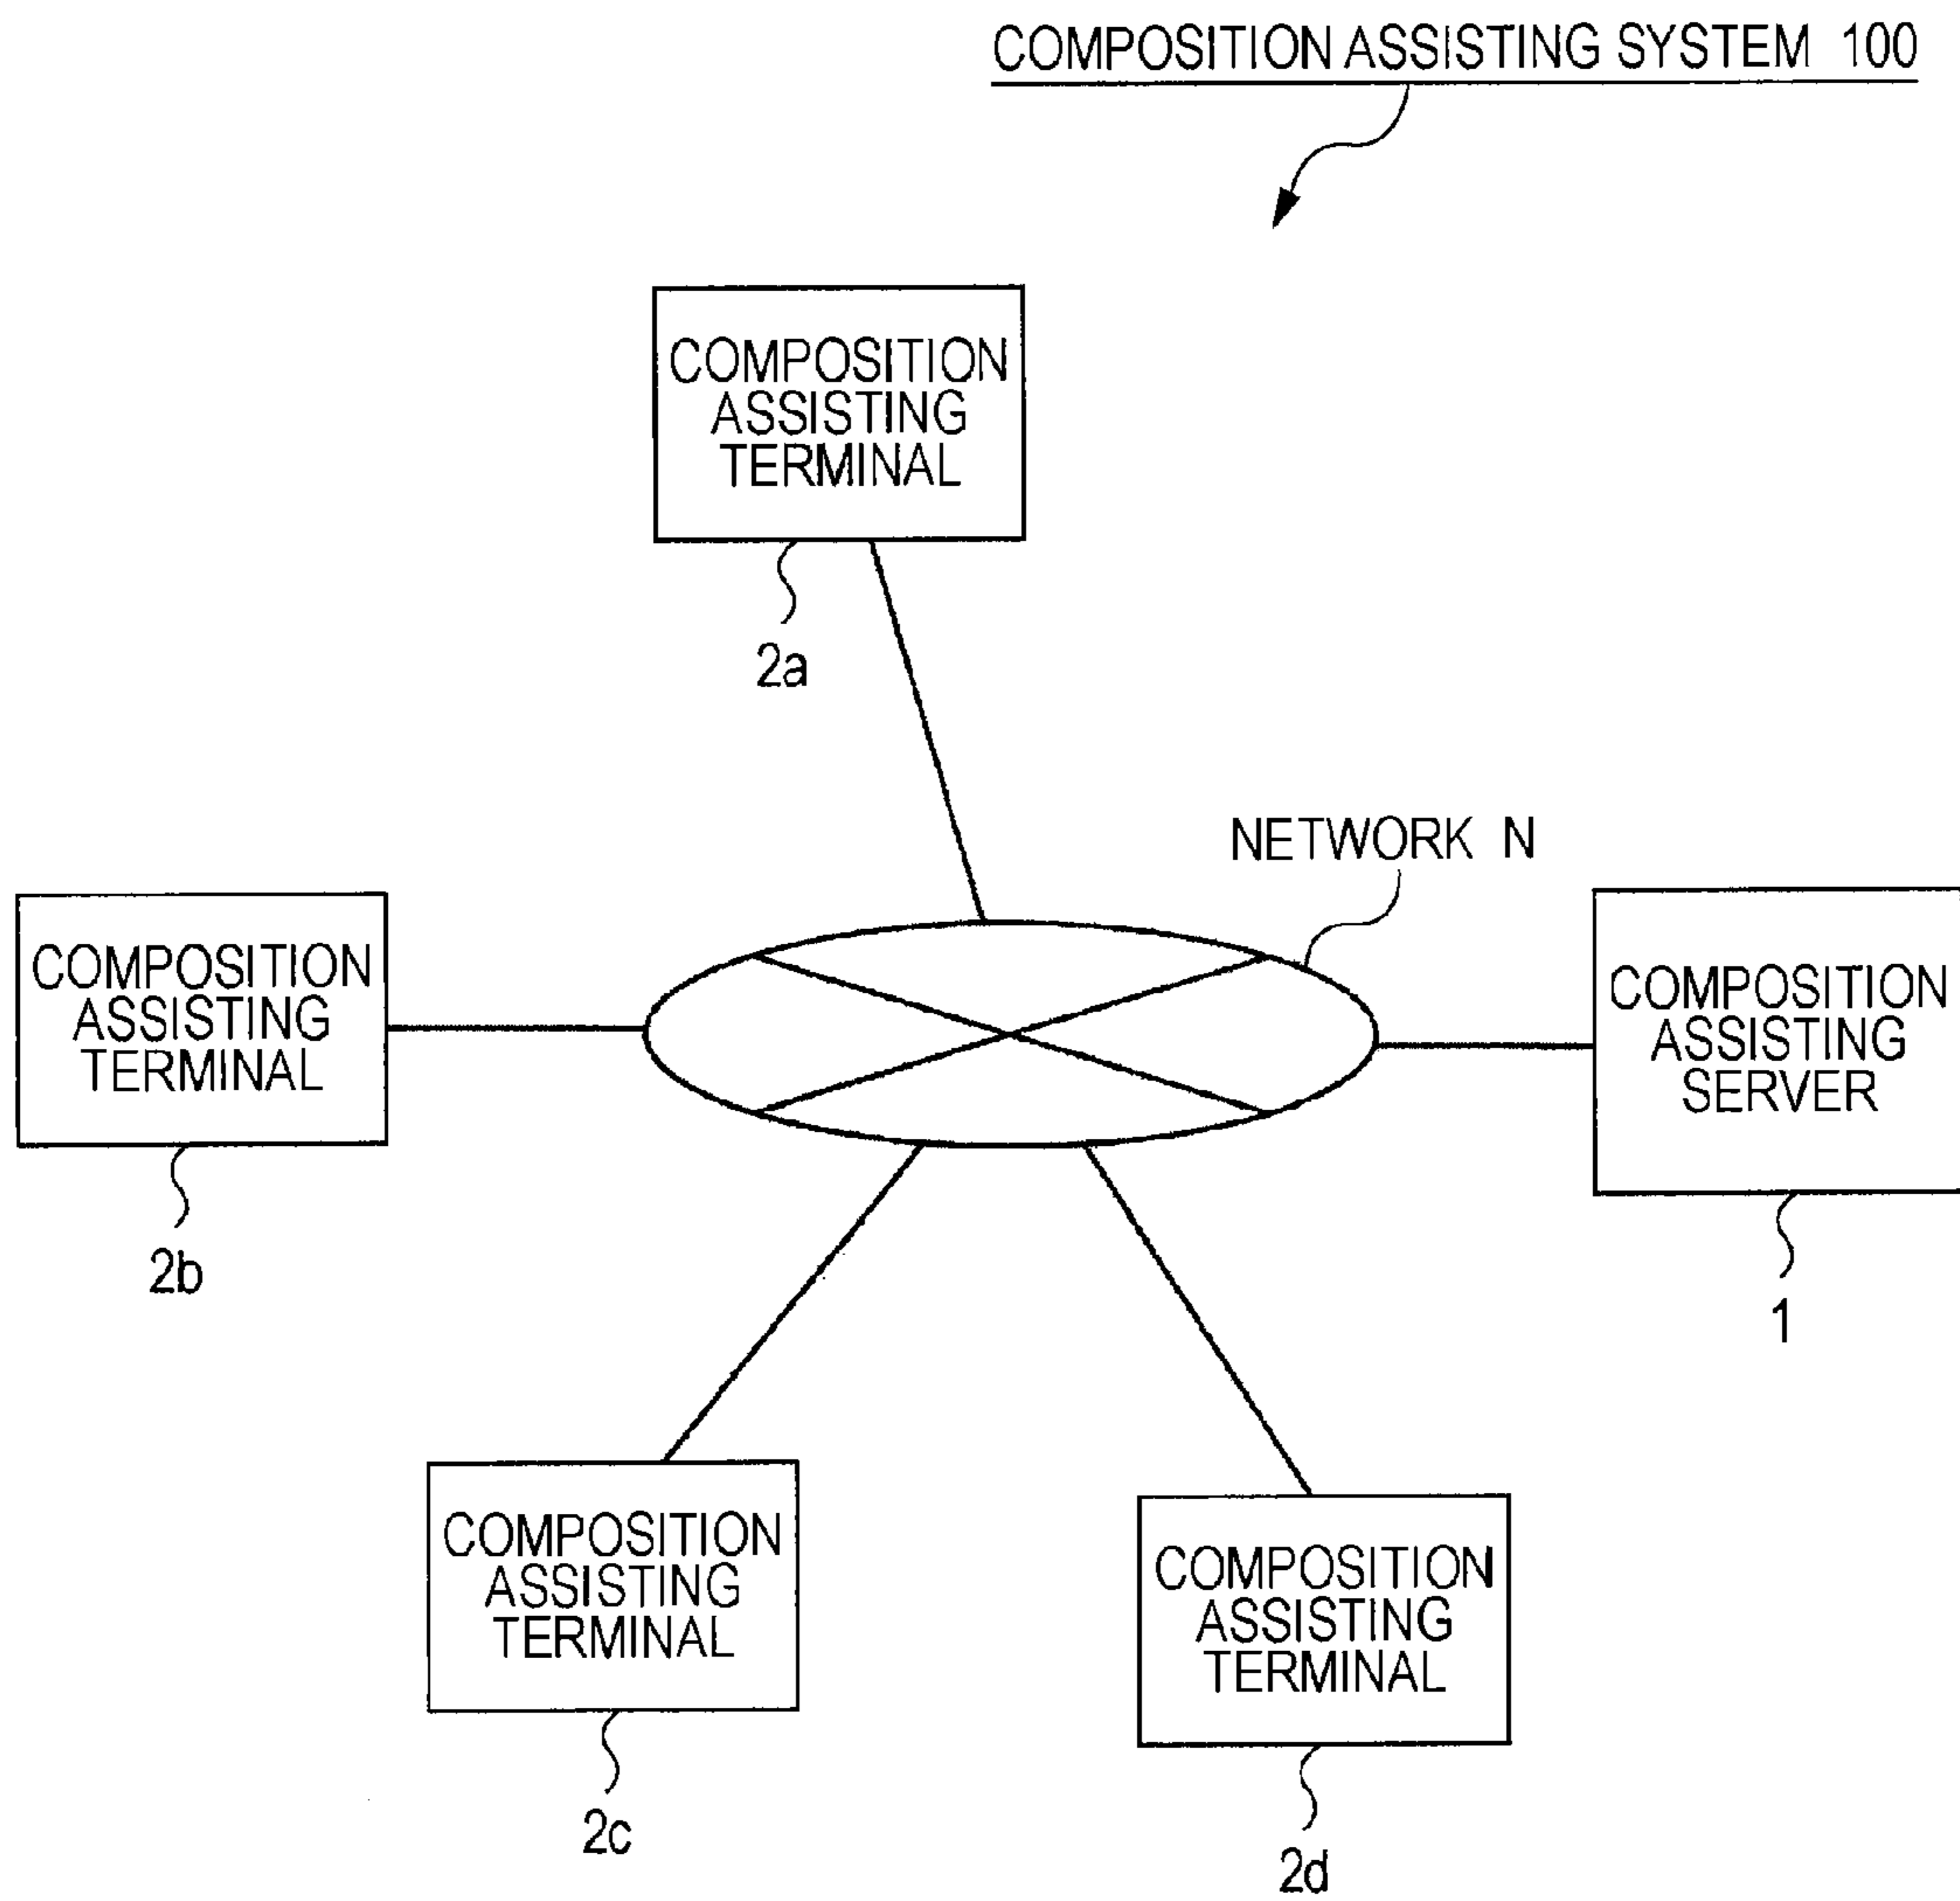 COMPOSITION ASSISTING SYSTEM 100
COMPOSITION
ASSISTING
TERMINAL
2a
NETWORK N
COMPOSITION
ASSISTING
TERMINAL
2b
COMPOSITION
ASSISTING
SERVER
1
COMPOSITION
ASSISTING
TERMINAL
2c
COMPOSITION
ASSISTING
TERMINAL
2d